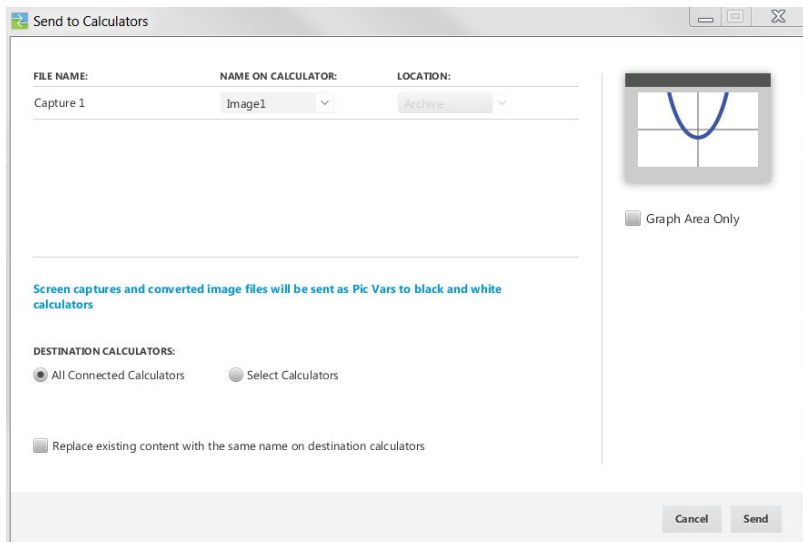 Send to Calculators
FILE NAME: NAME ON CALCULATOR: LOCATION:
Capture 1 Image1 Archive
Graph Area Only
Screen captures and converted image files will be sent as Pic Vars to black and white
calculators
DESTINATION CALCULATORS:
All Connected Calculators Select Calculators
Replace existing content with the same name on destination calculators
Cancel Send